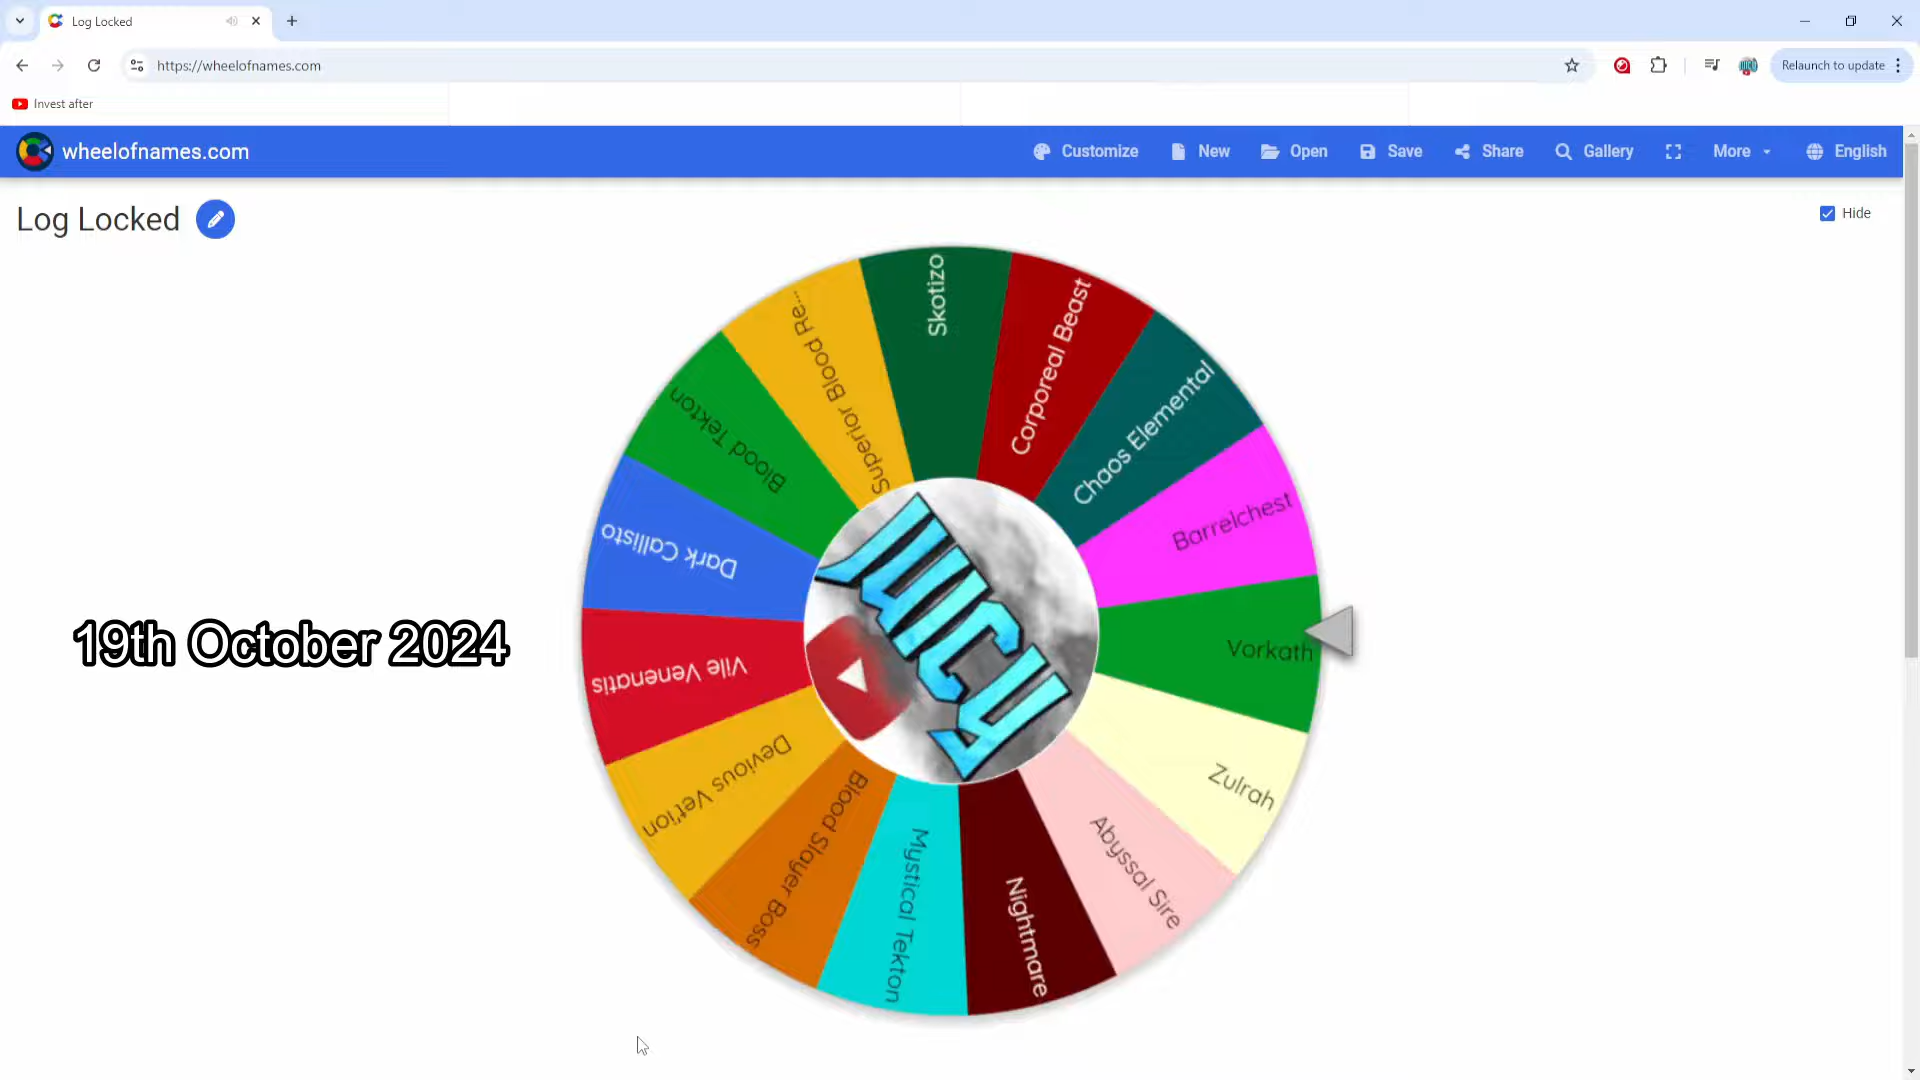 Log Locked
https://wheelofnames.com
Relaunch to update
Invest after
wheelofnames.com
Customize
New
Open
Save
Share
Gallery
More
English
Log Locked
Hide
Skotizo
Corporeal Beast
Chaos Elemental
Barrelchest
Vorkath
Zulrah
Abyssal Sire
Nightmare
Mystical Tekton
Blood Slayer Boss
Devious Vet'ion
Vile Venenatis
Dark Callisto
Blood Tekton
Superior Blood Re...
JUICY
19th October 2024